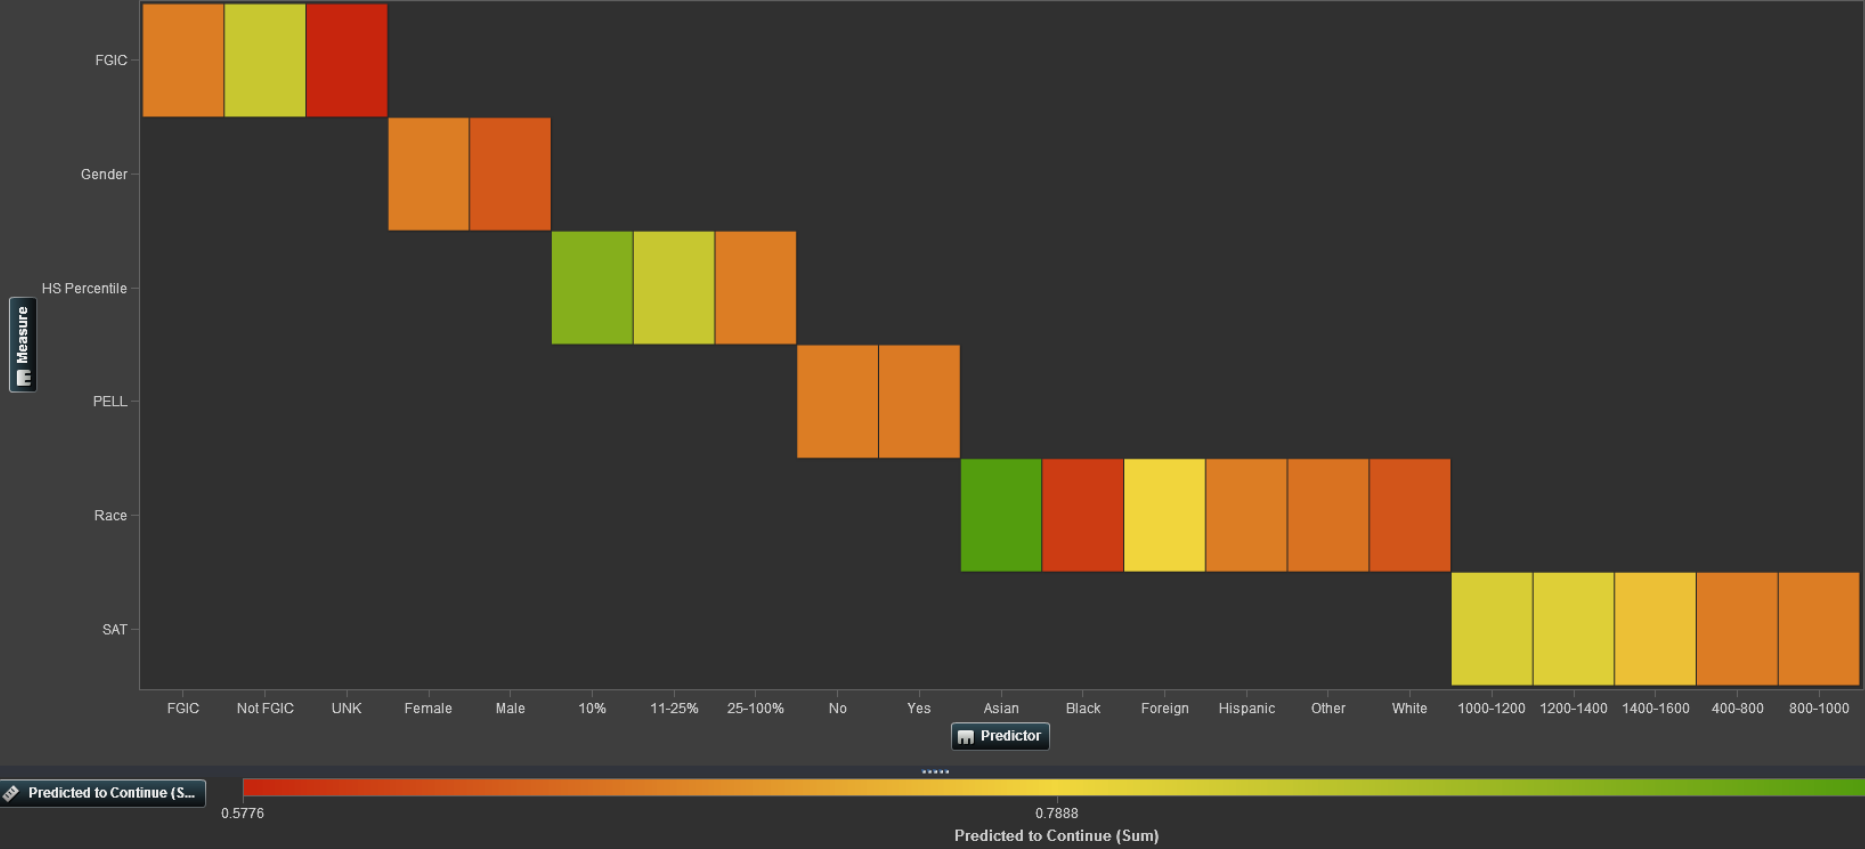 FGIC
Gender
HS Percentile
PELL
Race
SAT
Measure
FGIC Not FGIC UNK Female Male 10% 11-25% 25-100% No Yes Asian Black Foreign Hispanic Other White 1000-1200 1200-1400 1400-1600 400-800 800-1000
Predictor
Predicted to Continue (S...
0.5776 0.7888
Predicted to Continue (Sum)